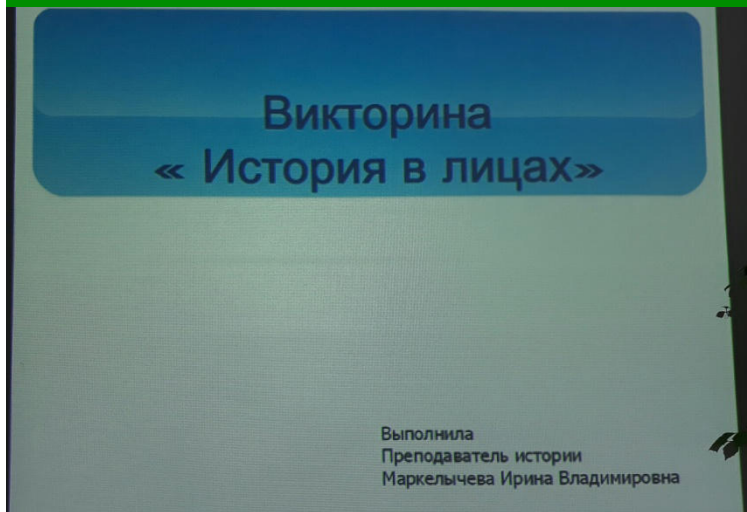 Викторина
« История в лицах»
Выполнила
Преподаватель истории
Маркелычева Ирина Владимировна